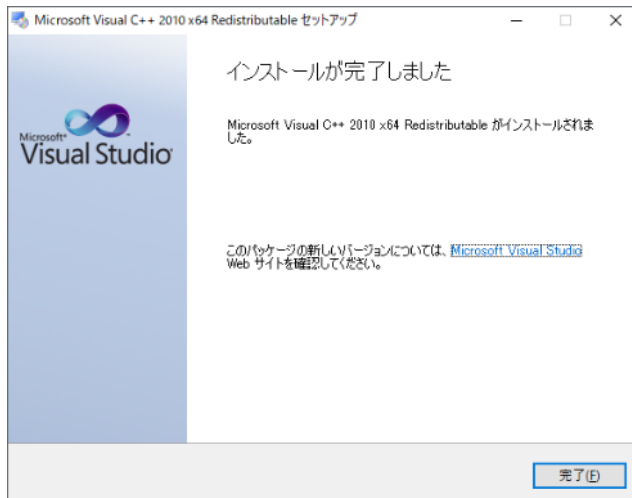 Microsoft Visual C++ 2010 x64 Redistributable セットアップ
インストールが完了しました
Microsoft Visual C++ 2010 x64 Redistributable がインストールされま
した。
Microsoft®
Visual Studio®
このパッケージの新しいバージョンについては、Microsoft Visual Studio
Web サイトを確認してください。
完了(F)